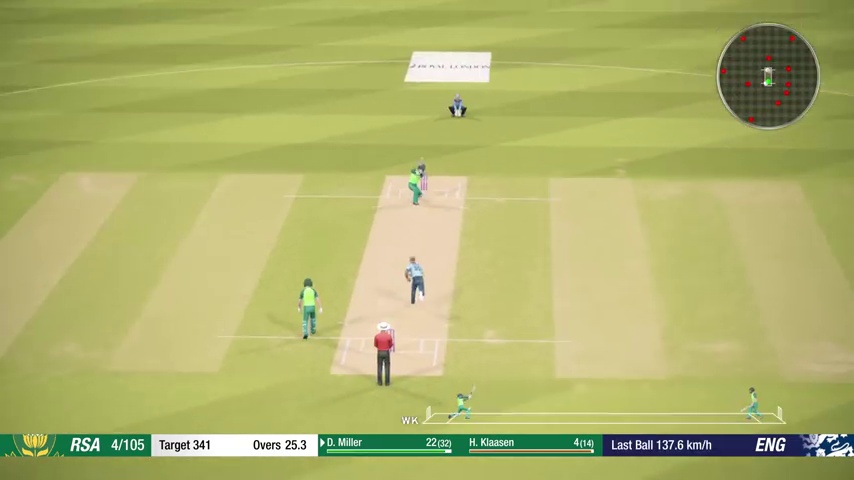 WK
RSA 4/105 Target 341 Overs 25.3 D. Miller 22(32) H. Klaasen 4(14) Last Ball 137.6 km/h ENG